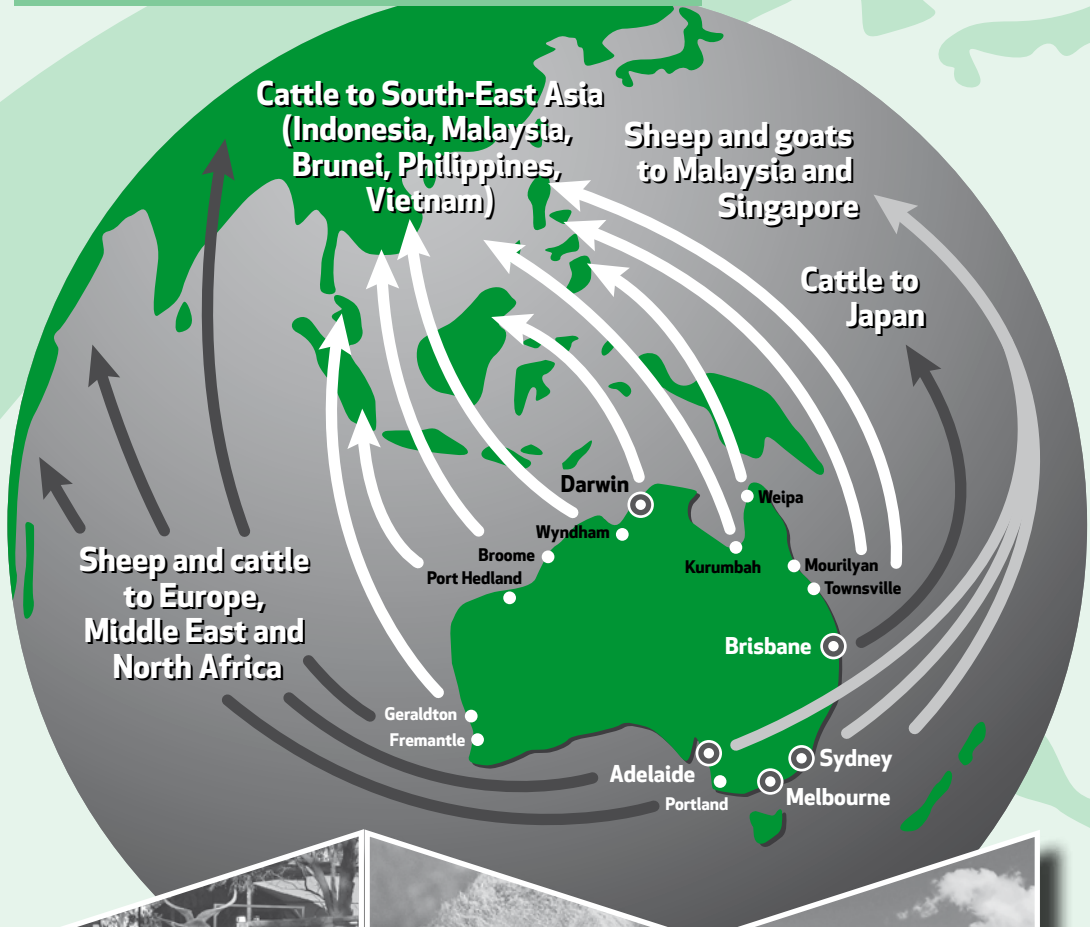 Cattle to South-East Asia
(Indonesia, Malaysia,
Brunei, Philippines,
Vietnam)
Sheep and goats
to Malaysia and
Singapore
Cattle to
Japan
Darwin
Weipa
Wyndham
Broome
Kurumbah
Mourilyan
Port Hedland
Townsville
Sheep and cattle
to Europe,
Middle East and
North Africa
Brisbane
Geraldton
Fremantle
Adelaide
Sydney
Portland
Melbourne